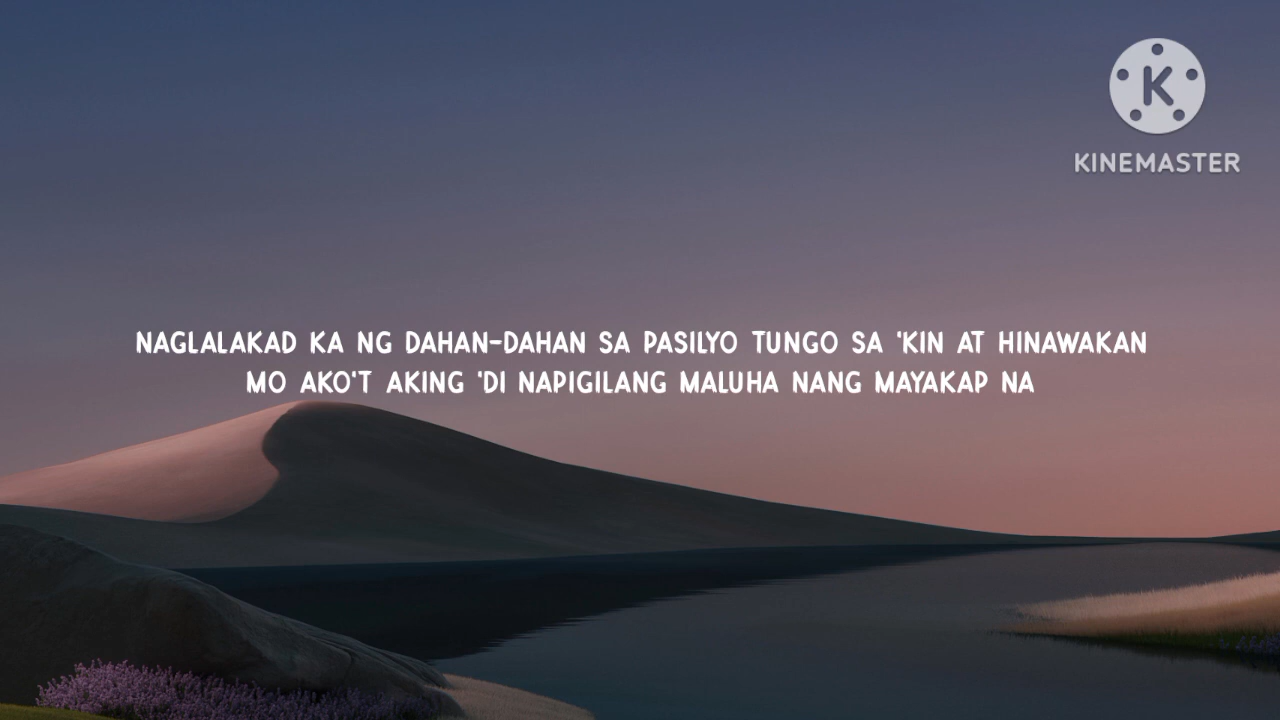 K
KINEMASTER
NAGLALAKAD KA NG DAHAN-DAHAN SA PASILYO TUNGO SA 'KIN AT HINAWAKAN
MO AKO'T AKING 'DI NAPIGILANG MALUHA NANG MAYAKAP NA